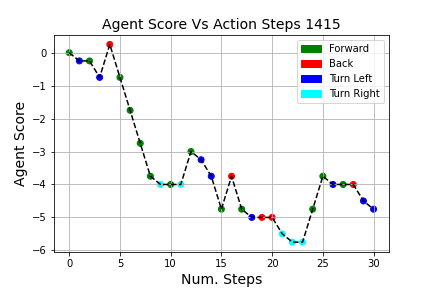 Agent Score Vs Action Steps 1415
Forward
Back
Turn Left
Turn Right
Agent Score
0
−1
−2
−3
−4
−5
−6
0 5 10 15 20 25 30
Num. Steps